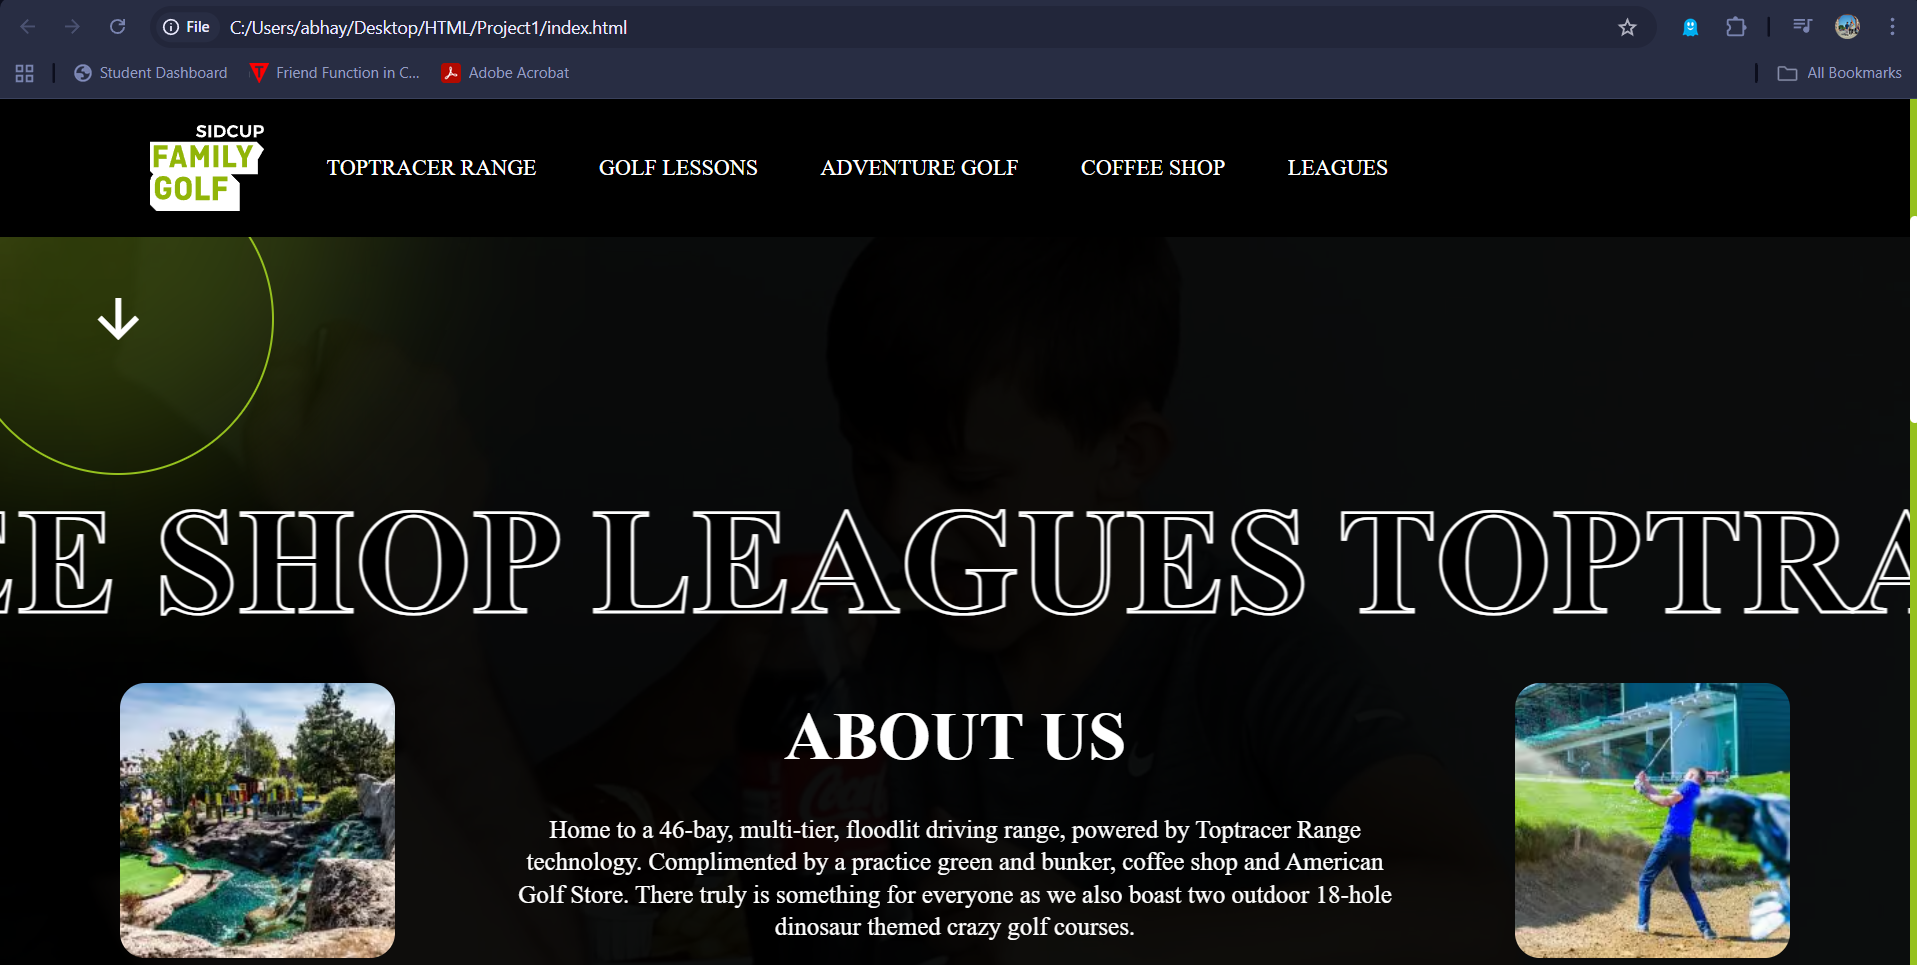 File C:/Users/abhay/Desktop/HTML/Project1/index.html
Student Dashboard Friend Function in C... Adobe Acrobat All Bookmarks
SIDCUP
FAMILY
GOLF
TOPTRACER RANGE GOLF LESSONS ADVENTURE GOLF COFFEE SHOP LEAGUES
EE SHOP LEAGUES TOPTRA
ABOUT US
Home to a 46-bay, multi-tier, floodlit driving range, powered by Toptracer Range
technology. Complimented by a practice green and bunker, coffee shop and American
Golf Store. There truly is something for everyone as we also boast two outdoor 18-hole
dinosaur themed crazy golf courses.